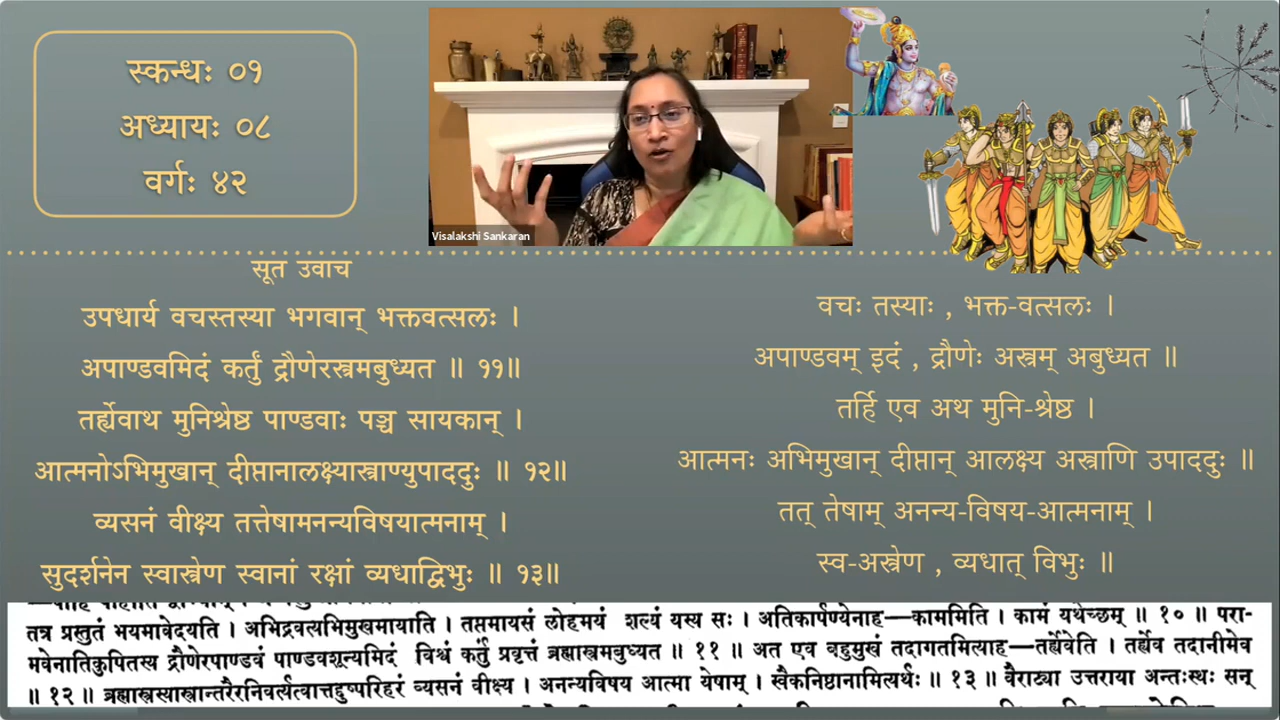 स्कन्धः ०१
अध्यायः ०८
वर्गः ४२
Visalakshi Sankaran
सूत उवाच
उपधार्य वचस्तस्या भगवान् भक्तवत्सलः ।
अपाण्डवमिदं कर्तुं द्रौणेरस्त्रमबुध्यत ॥ ११॥
तर्ह्येवाथ मुनिश्रेष्ठ पाण्डवाः पञ्च सायकान् ।
आत्मनोऽभिमुखान् दीप्तानालक्ष्यास्त्राण्युपाददुः ॥ १२॥
व्यसनं वीक्ष्य तत्तेषामनन्यविषयात्मनाम् ।
सुदर्शनेन स्वास्त्रेण स्वानां रक्षां व्यधाद्विभुः ॥ १३॥
वचः तस्याः , भक्त-वत्सलः ।
अपाण्डवम् इदं , द्रौणेः अस्त्रम् अबुध्यत ॥
तर्हि एव अथ मुनि-श्रेष्ठ ।
आत्मनः अभिमुखान् दीप्तान् आलक्ष्य अस्त्राणि उपाददुः ॥
तत् तेषाम् अनन्य-विषय-आत्मनाम् ।
स्व-अस्त्रेण , व्यधात् विभुः ॥
तत्र प्रस्तुतं भयमावेदयति । अभिद्रवत्यभिमुखमायाति । तप्तमायसं लोहमयं शल्यं यस्य सः । अतिकार्पण्येनाह—काममिति । कामं यथेच्छम् ॥ १० ॥ परा-
मवेनातिकुपितस्य द्रौणेरपाण्डवं पाण्डवशून्यमिदं विश्वं कर्तुं प्रवृत्तं ब्रह्मास्त्रमबुध्यत ॥ ११ ॥ अत एव बहुमुखं तदागतमित्याह—तर्ह्येवेति । तर्ह्येव तदानीमेव
॥ १२ ॥ ब्रह्मास्त्रस्यास्त्रान्तरैरनिवर्त्यत्वात्तद्दुष्परिहरं व्यसनं वीक्ष्य । अनन्यविषय आत्मा येषाम् । स्वैकनिष्ठानामित्यर्थः ॥ १३ ॥ वैराट्या उत्तराया अन्तःस्थः सन्